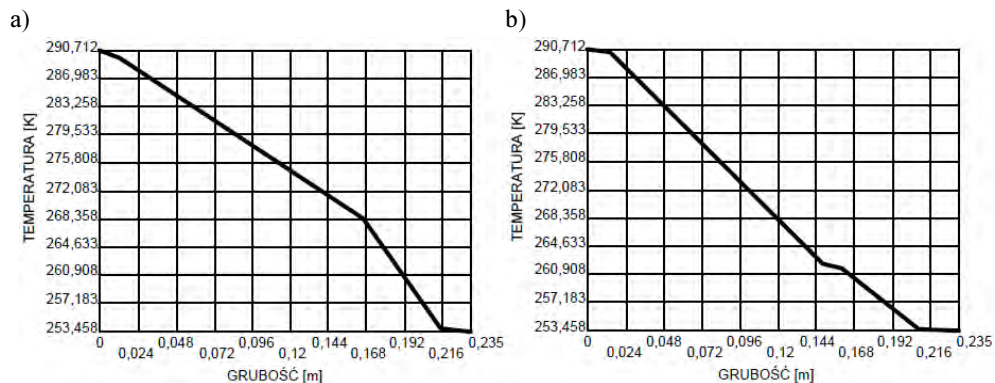 a)
290,712
286,983
283,258
279,533
275,808
272,083
268,358
264,633
260,908
257,183
253,458
TEMPERATURA [K]
0 0,048 0,096 0,144 0,192 0,235
0,024 0,072 0,12 0,168 0,216
GRUBOŚĆ [m]
b)
290,712
286,983
283,258
279,533
275,808
272,083
268,358
264,633
260,908
257,183
253,458
TEMPERATURA [K]
0 0,048 0,096 0,144 0,192 0,235
0,024 0,072 0,12 0,168 0,216
GRUBOŚĆ [m]